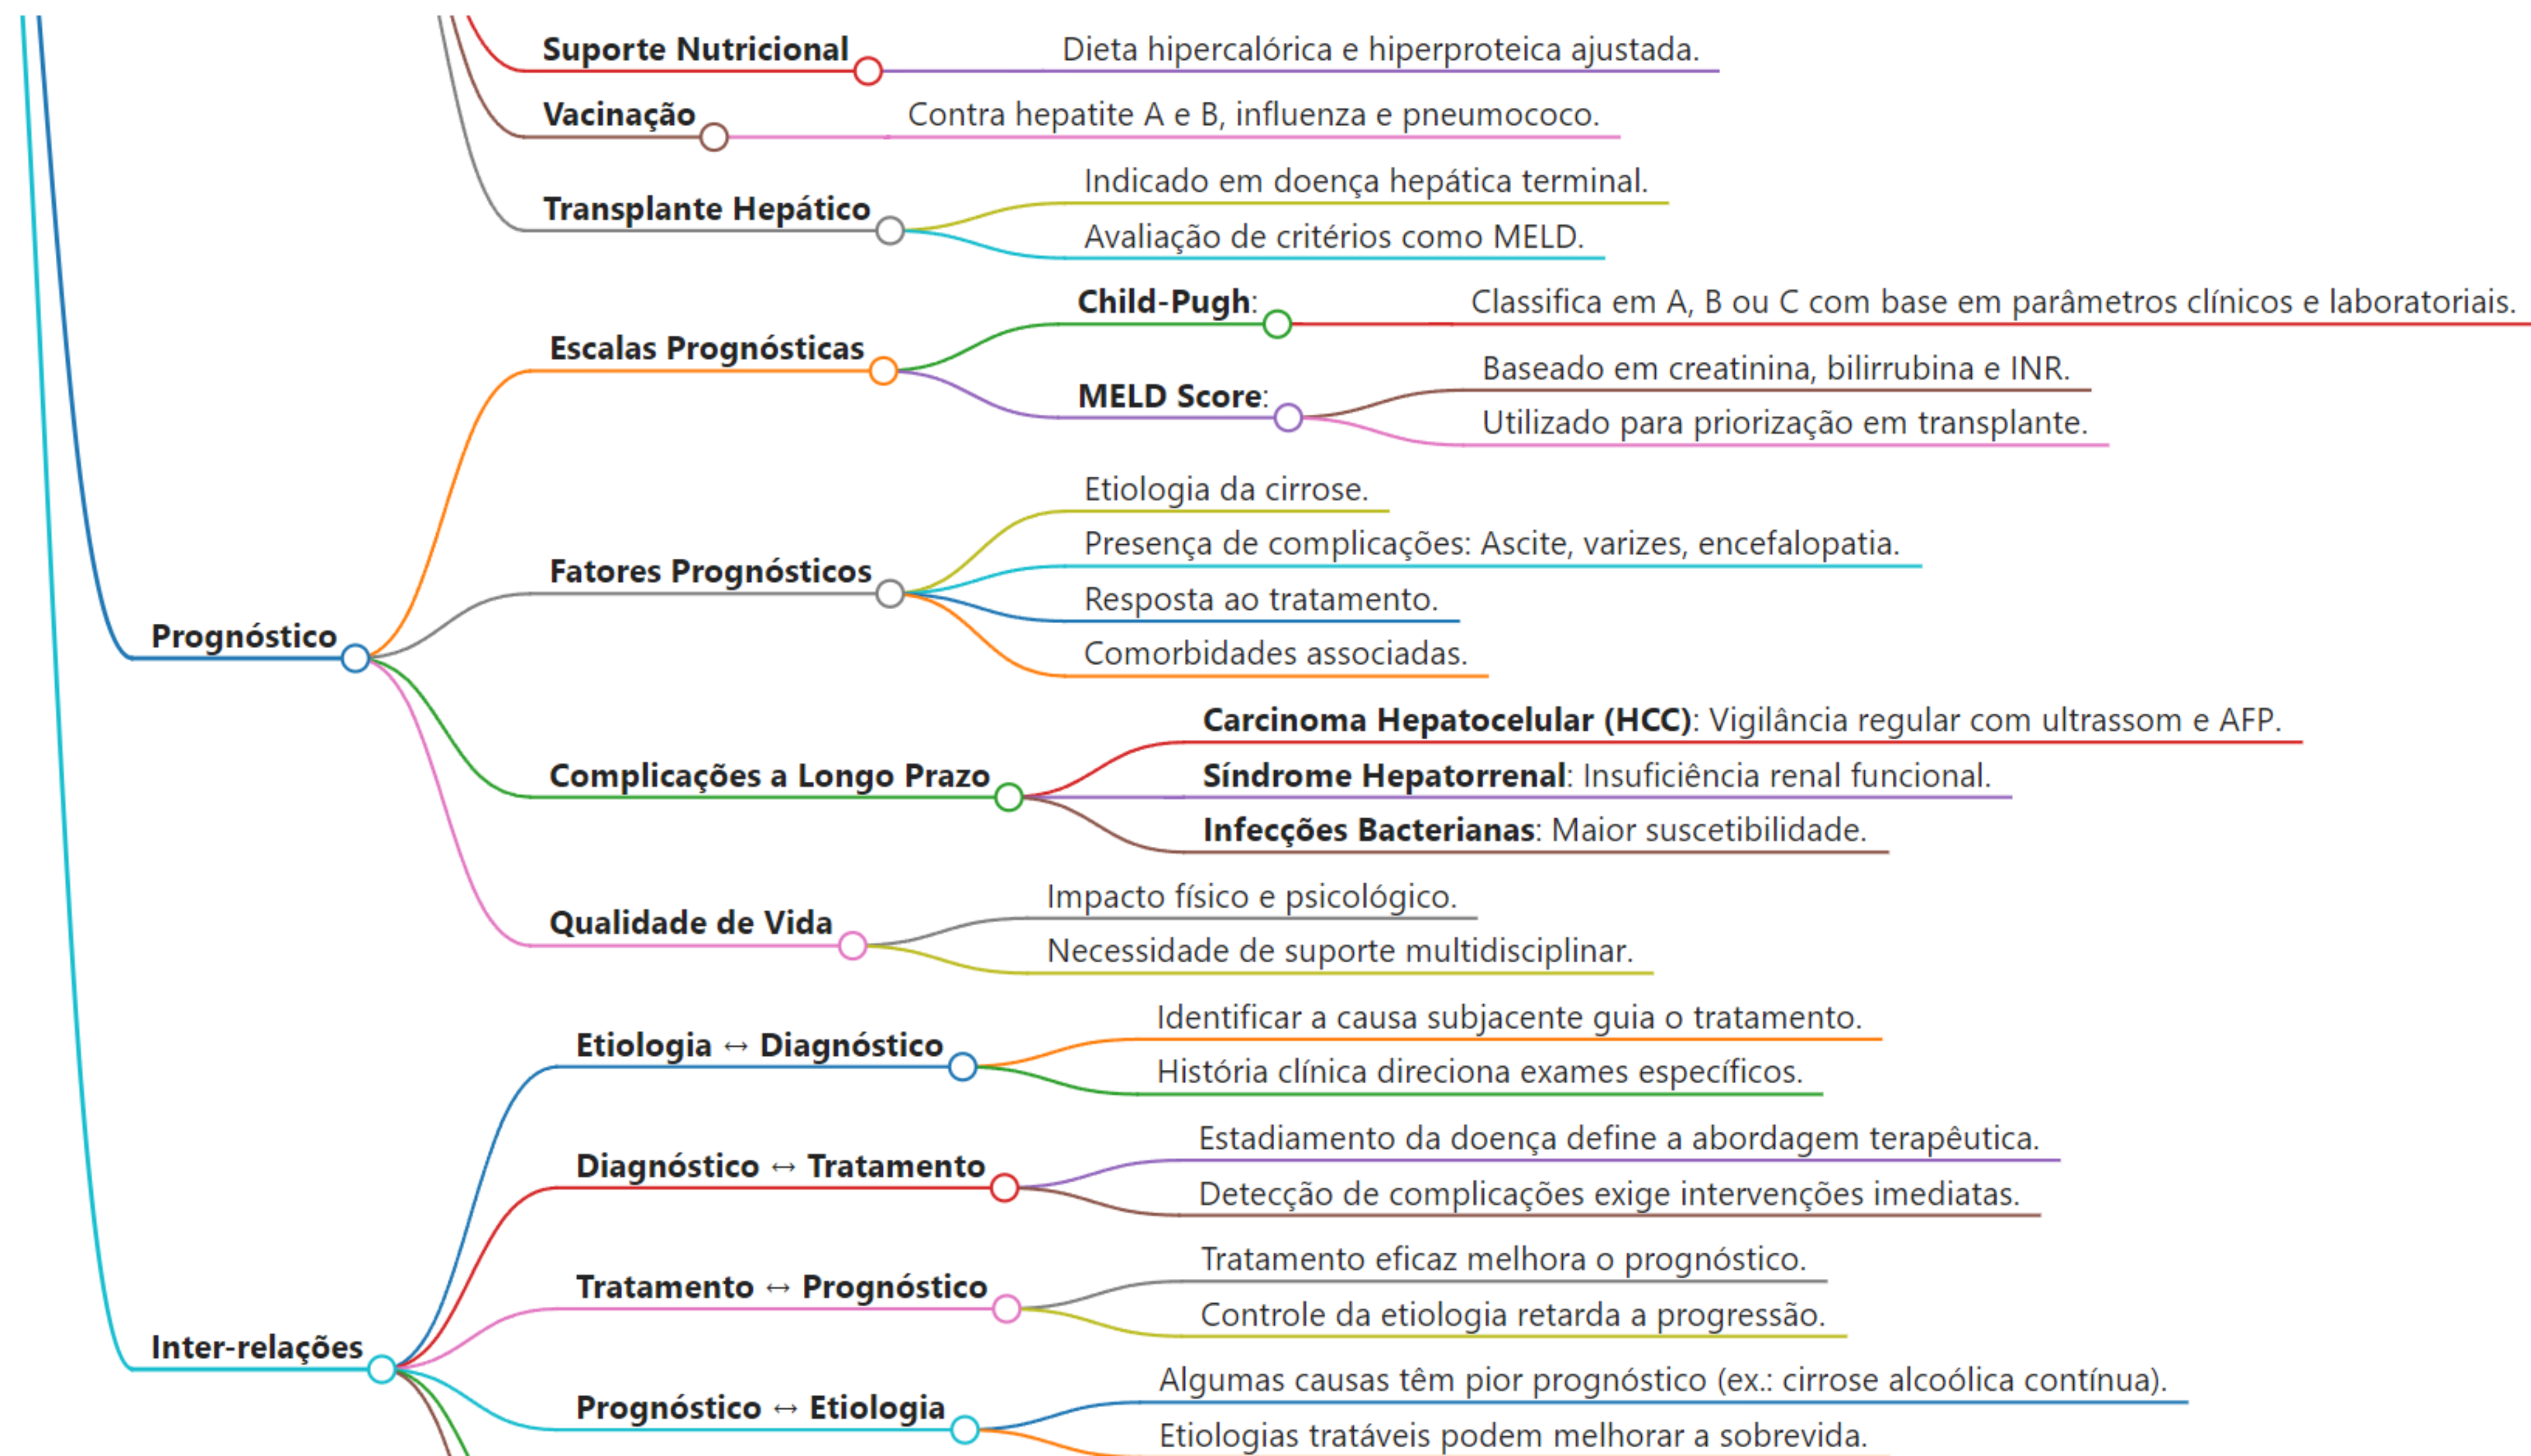 Suporte Nutricional
Dieta hipercalórica e hiperproteica ajustada.
Vacinação
Contra hepatite A e B, influenza e pneumococo.
Transplante Hepático
Indicado em doença hepática terminal.
Avaliação de critérios como MELD.
Prognóstico
Escalas Prognósticas
Child-Pugh:
Classifica em A, B ou C com base em parâmetros clínicos e laboratoriais.
MELD Score:
Baseado em creatinina, bilirrubina e INR.
Utilizado para priorização em transplante.
Fatores Prognósticos
Etiologia da cirrose.
Presença de complicações: Ascite, varizes, encefalopatia.
Resposta ao tratamento.
Comorbidades associadas.
Complicações a Longo Prazo
Carcinoma Hepatocelular (HCC): Vigilância regular com ultrassom e AFP.
Síndrome Hepatorrenal: Insuficiência renal funcional.
Infecções Bacterianas: Maior suscetibilidade.
Qualidade de Vida
Impacto físico e psicológico.
Necessidade de suporte multidisciplinar.
Inter-relações
Etiologia ↔ Diagnóstico
Identificar a causa subjacente guia o tratamento.
História clínica direciona exames específicos.
Diagnóstico ↔ Tratamento
Estadiamento da doença define a abordagem terapêutica.
Detecção de complicações exige intervenções imediatas.
Tratamento ↔ Prognóstico
Tratamento eficaz melhora o prognóstico.
Controle da etiologia retarda a progressão.
Prognóstico ↔ Etiologia
Algumas causas têm pior prognóstico (ex.: cirrose alcoólica contínua).
Etiologias tratáveis podem melhorar a sobrevida.